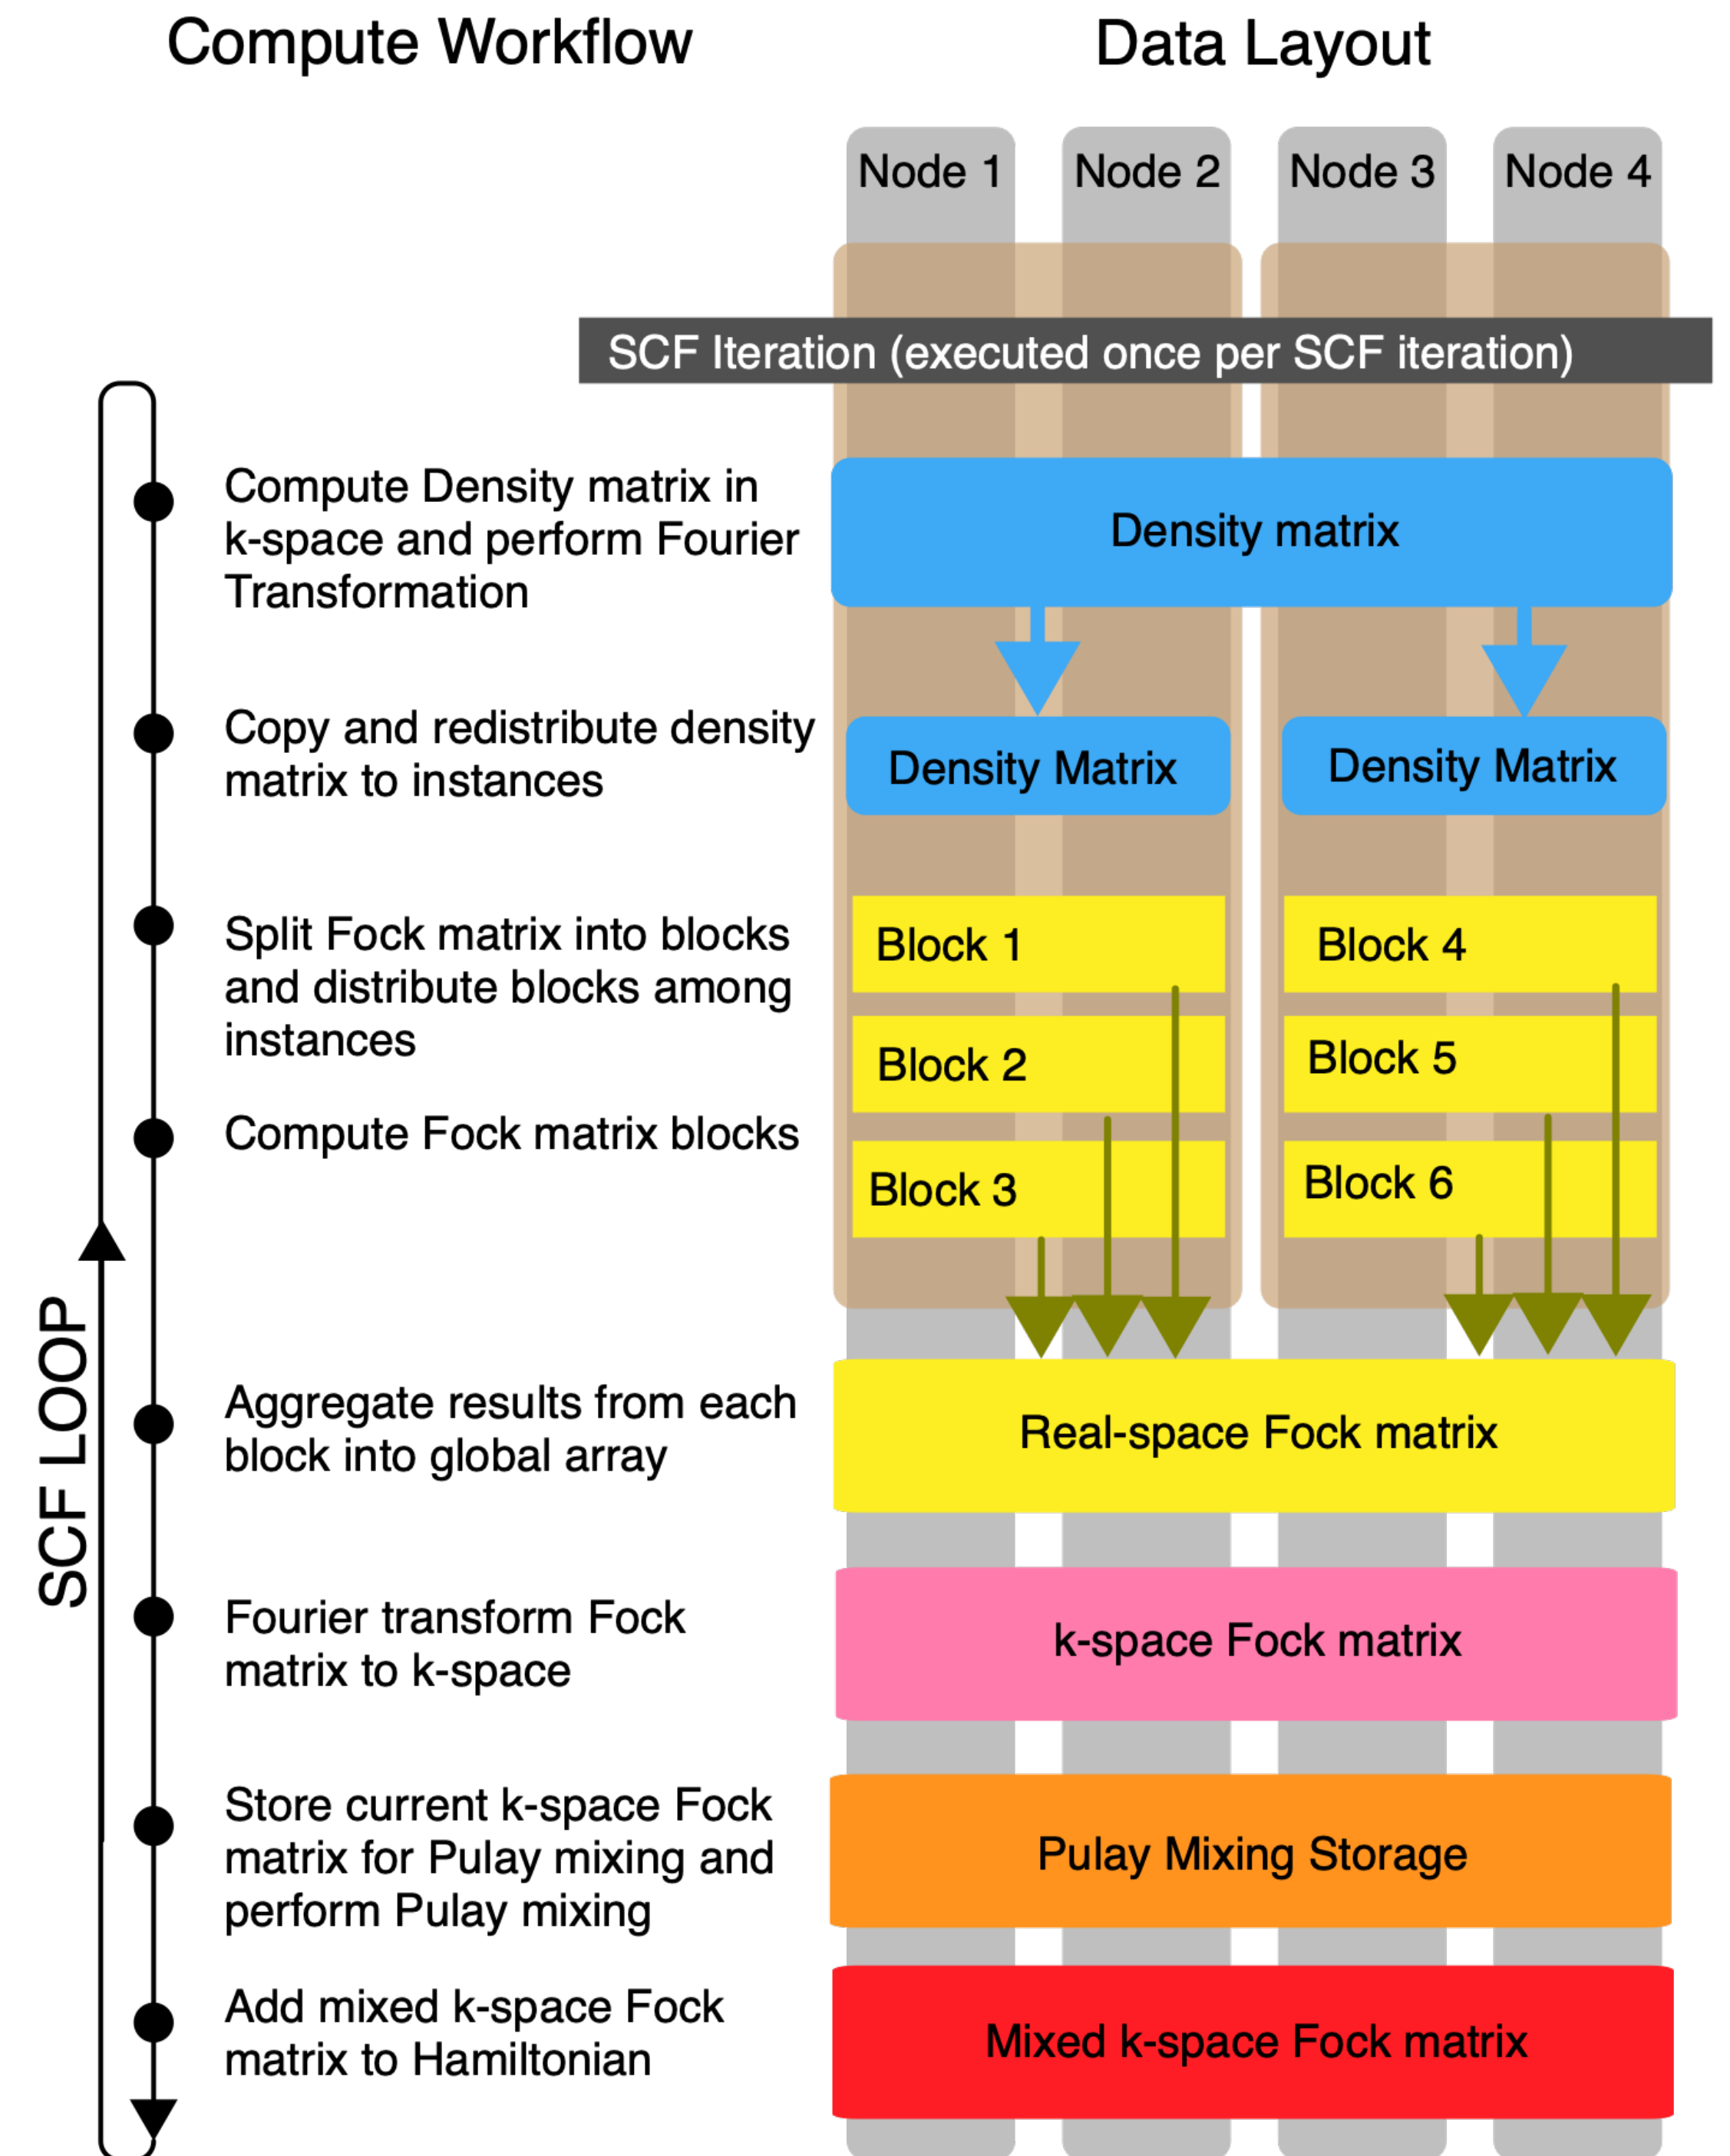 Compute Workflow
Data Layout
Node 1
Node 2
Node 3
Node 4
SCF Iteration (executed once per SCF iteration)
Compute Density matrix in
k-space and perform Fourier
Transformation
Density matrix
Copy and redistribute density
matrix to instances
Density Matrix
Density Matrix
Split Fock matrix into blocks
and distribute blocks among
instances
Compute Fock matrix blocks
Block 1
Block 2
Block 3
Block 4
Block 5
Block 6
SCF LOOP
Aggregate results from each
block into global array
Real-space Fock matrix
Fourier transform Fock
matrix to k-space
k-space Fock matrix
Store current k-space Fock
matrix for Pulay mixing and
perform Pulay mixing
Pulay Mixing Storage
Add mixed k-space Fock
matrix to Hamiltonian
Mixed k-space Fock matrix